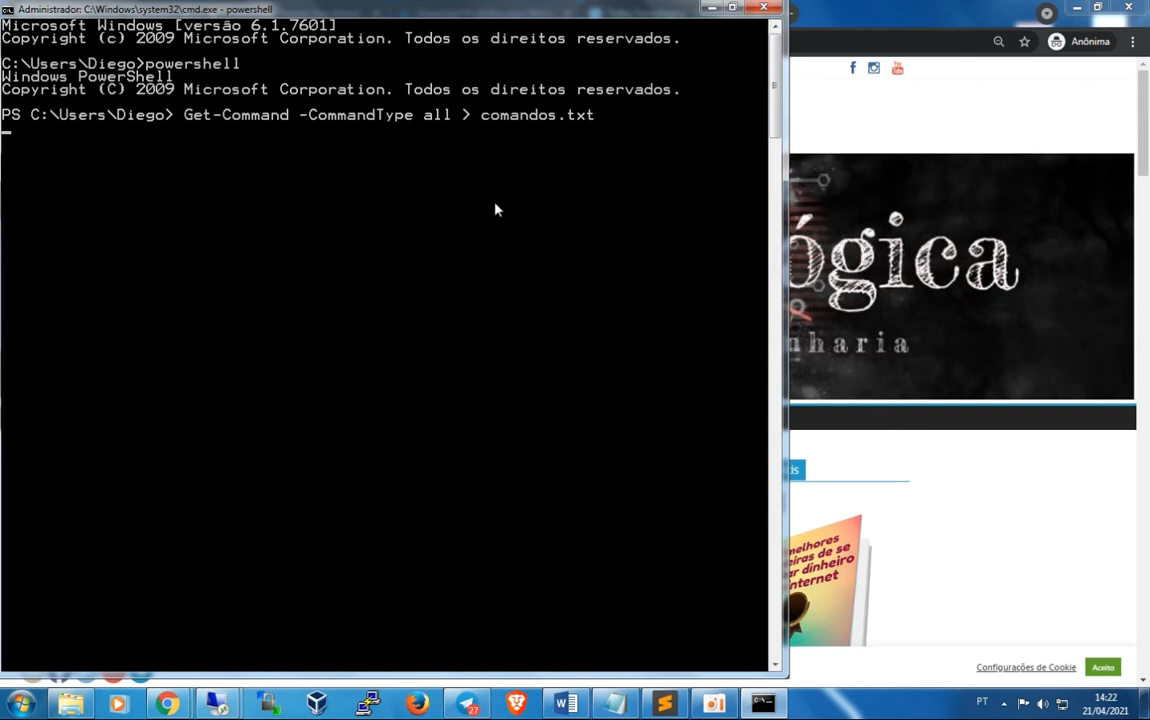 Administrador: C:\Windows\system32\cmd.exe - powershell
Microsoft Windows [versão 6.1.7601]
Copyright (c) 2009 Microsoft Corporation. Todos os direitos reservados.
C:\Users\Diego>powershell
Windows PowerShell
Copyright (C) 2009 Microsoft Corporation. Todos os direitos reservados.
PS C:\Users\Diego> Get-Command -CommandType all > comandos.txt
Anônima
ógica
nharia
is
melhores
eiras de se
ar dinheiro
internet
Configurações de Cookie
Aceito
27
PT
14:22
21/04/2021